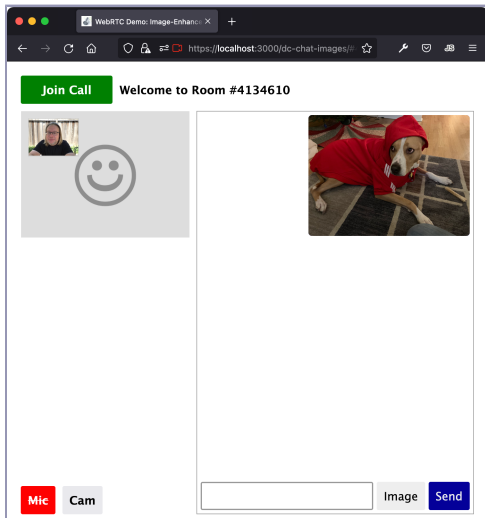 WebRTC Demo: Image-Enhanc
https://localhost:3000/dc-chat-images/#
Join Call
Welcome to Room #4134610
Mic
Cam
Image
Send